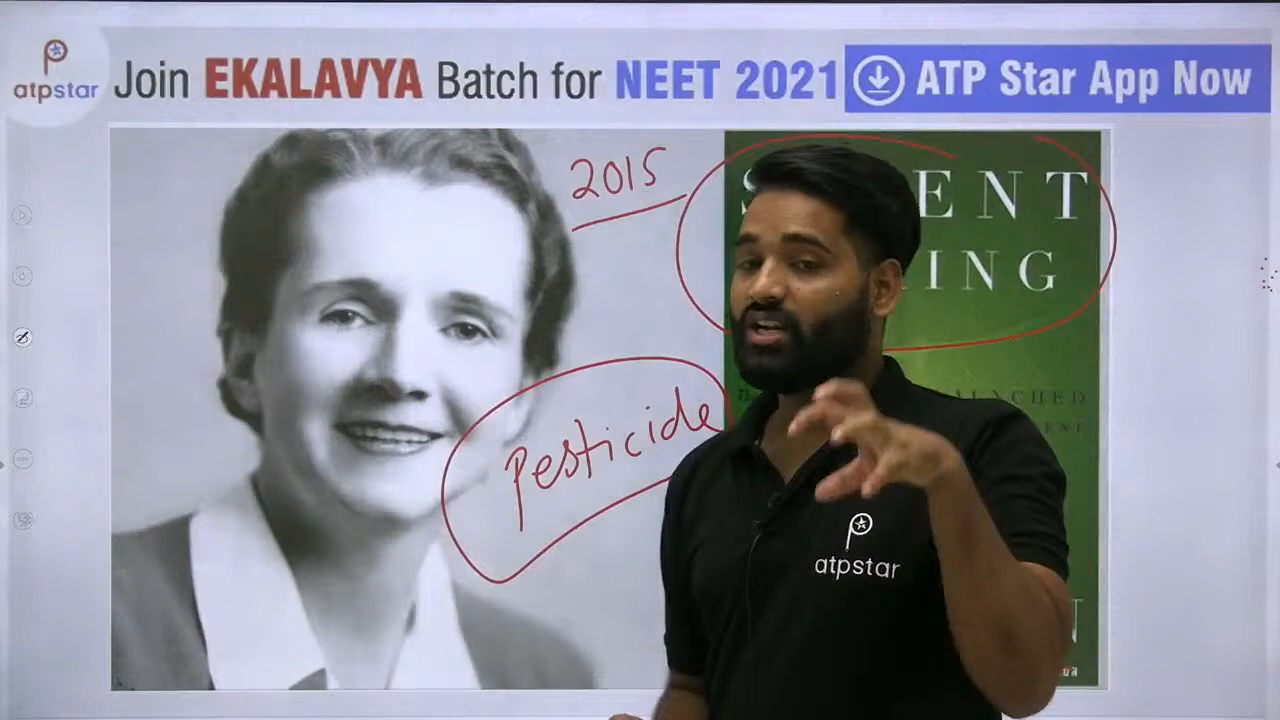 atpstar
Join EKALAVYA Batch for NEET 2021
ATP Star App Now
2015
ENT
ING
Pesticide
atpstar